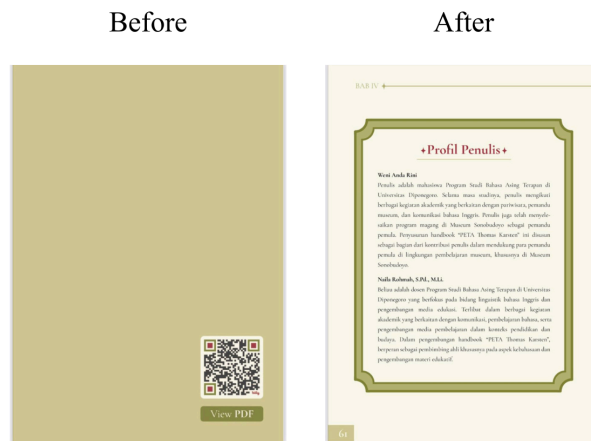 Before
After
View PDF
BAB IV
Profil Penulis
Weni Anda Rini
Penulis adalah mahasiswa Program Studi Bahasa Asing Terapan di
Universitas Diponegoro. Selama masa studinya, penulis mengikuti
berbagai kegiatan akademik yang berkaitan dengan pariwisata, pemandu
museum, dan komunikasi bahasa Inggris. Penulis juga telah menyele-
saikan program magang di Museum Sonobudoyo sebagai pemandu
pemula. Penyusunan handbook "PETA Thomas Karsten" ini disusun
sebagai bagian dari kontribusi penulis dalam mendukung para pemandu
pemula di lingkungan pembelajaran museum, khususnya di Museum
Sonobudoyo.
Naifa Rohmah, S.Pd., M.Li.
Beliau adalah dosen Program Studi Bahasa Asing Terapan di Universitas
Diponegoro yang berfokus pada bidang linguistik bahasa Inggris dan
pengembangan media edukasi. Terlibat dalam berbagai kegiatan
akademik yang berkaitan dengan komunikasi, pembelajaran bahasa, serta
pengembangan media pembelajaran dalam konteks pendidikan dan
budaya. Dalam pengembangan handbook "PETA Thomas Karsten",
berperan sebagai pembimbing ahli khususnya pada aspek kebahasaan dan
pengembangan materi edukatif.
61